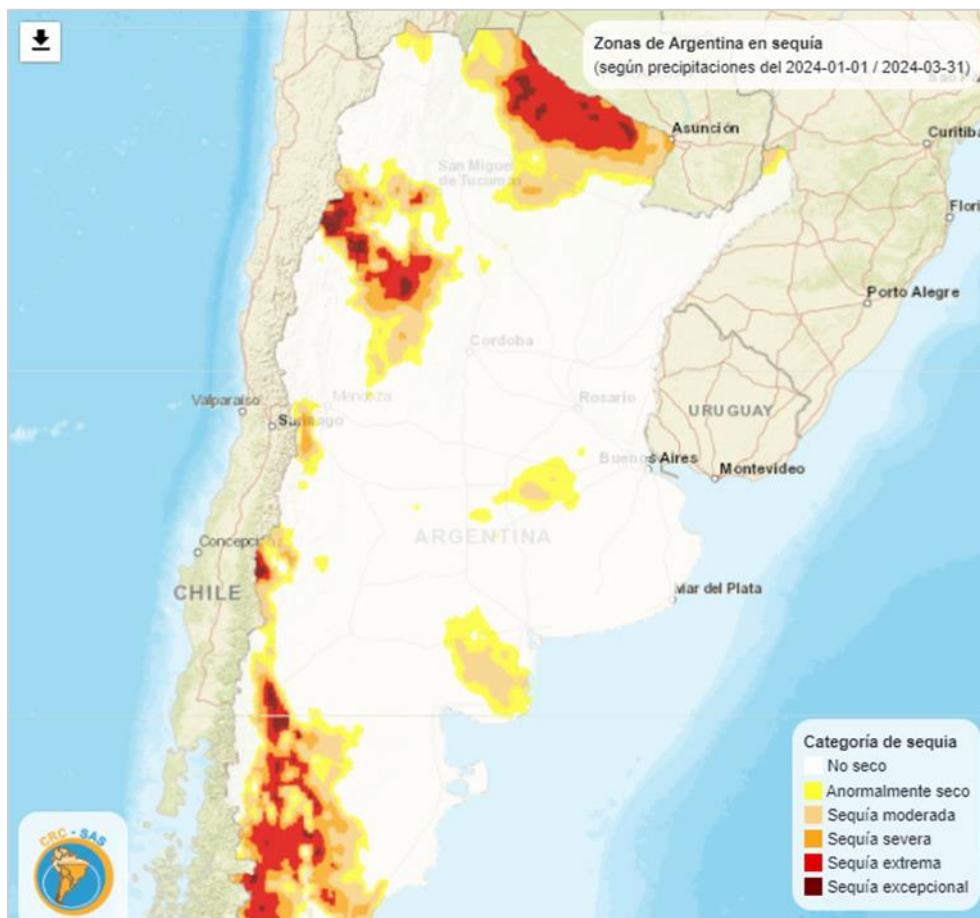 Zonas de Argentina en sequía
(según precipitaciones del 2024-01-01 / 2024-03-31)
Asunción
Curitiba
San Miguel
de Tucumán
Flori
Porto Alegre
Cordoba
Valparaíso
Mendoza
Rosario
Santiago
URUGUAY
Buenos Aires
Montevideo
ARGENTINA
Concepción
CHILE
Mar del Plata
Categoría de sequia
No seco
Anormalmente seco
Sequía moderada
Sequía severa
Sequía extrema
Sequía excepcional
CRC - SAS